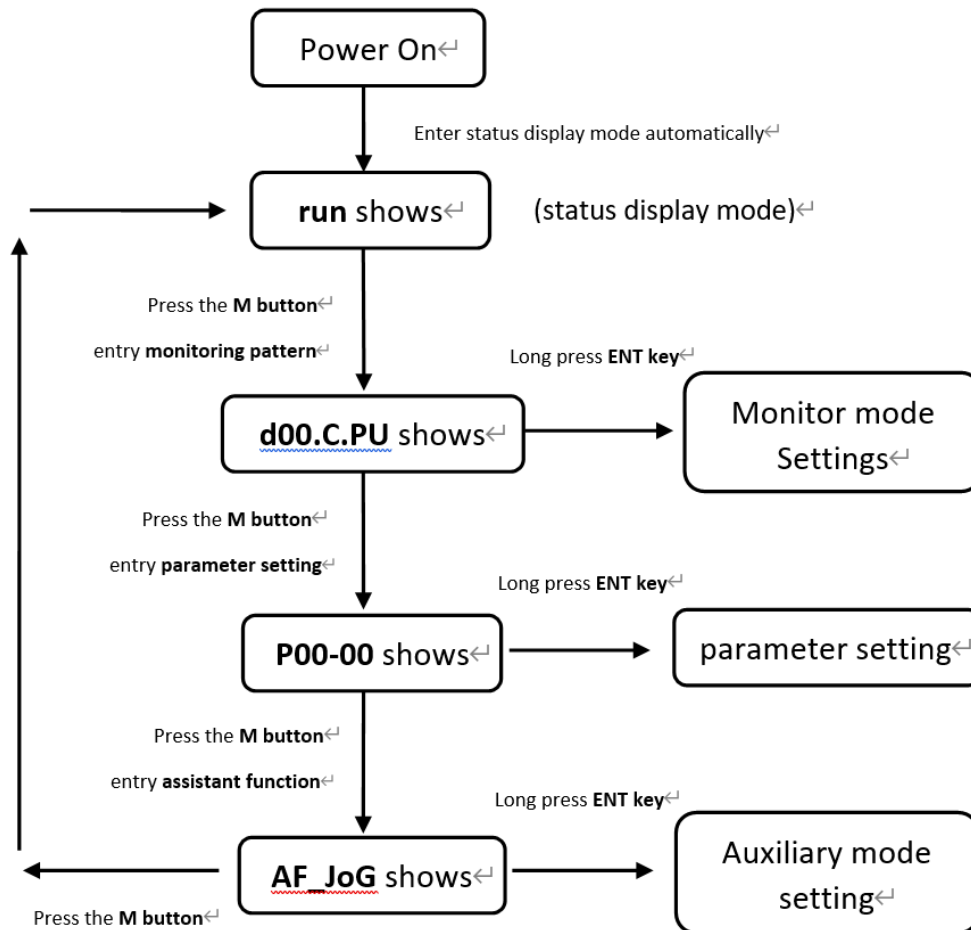 Power On
Enter status display mode automatically
run shows
(status display mode)
Press the M button
entry monitoring pattern
Long press ENT key
d00.C.PU shows
Monitor mode
Settings
Press the M button
entry parameter setting
Long press ENT key
P00-00 shows
parameter setting
Press the M button
entry assistant function
Long press ENT key
AF_JoG shows
Auxiliary mode
setting
Press the M button